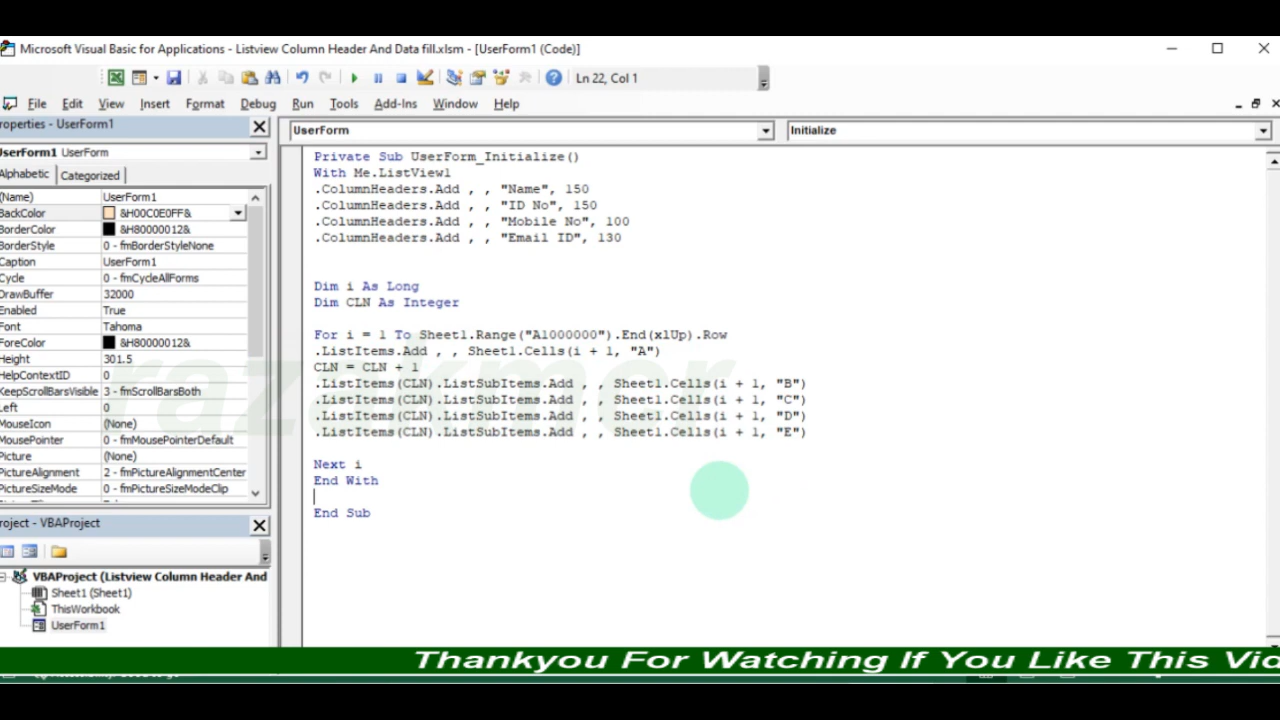 Microsoft Visual Basic for Applications - Listview Column Header And Data fill.xlsm - [UserForm1 (Code)]
Ln 22, Col 1
File Edit View Insert Format Debug Run Tools Add-Ins Window Help
roperties - UserForm1
UserForm1 UserForm
Alphabetic Categorized
(Name) UserForm1
BackColor &H00C0E0FF&
BorderColor &H80000012&
BorderStyle 0 - fmBorderStyleNone
Caption UserForm1
Cycle 0 - fmCycleAllForms
DrawBuffer 32000
Enabled True
Font Tahoma
ForeColor &H80000012&
Height 301.5
HelpContextID 0
KeepScrollBarsVisible 3 - fmScrollBarsBoth
Left 0
MouseIcon (None)
MousePointer 0 - fmMousePointerDefault
Picture (None)
PictureAlignment 2 - fmPictureAlignmentCenter
PictureSizeMode 0 - fmPictureSizeModeClip
roject - VBAProject
VBAProject (Listview Column Header And
Sheet1 (Sheet1)
ThisWorkbook
UserForm1
UserForm Initialize
Private Sub UserForm_Initialize()
With Me.ListView1
.ColumnHeaders.Add , , "Name", 150
.ColumnHeaders.Add , , "ID No", 150
.ColumnHeaders.Add , , "Mobile No", 100
.ColumnHeaders.Add , , "Email ID", 130
Dim i As Long
Dim CLN As Integer
For i = 1 To Sheet1.Range("A1000000").End(xlUp).Row
.ListItems.Add , , Sheet1.Cells(i + 1, "A")
CLN = CLN + 1
.ListItems(CLN).ListSubItems.Add , , Sheet1.Cells(i + 1, "B")
.ListItems(CLN).ListSubItems.Add , , Sheet1.Cells(i + 1, "C")
.ListItems(CLN).ListSubItems.Add , , Sheet1.Cells(i + 1, "D")
.ListItems(CLN).ListSubItems.Add , , Sheet1.Cells(i + 1, "E")
Next i
End With
End Sub
Thankyou For Watching If You Like This Vid